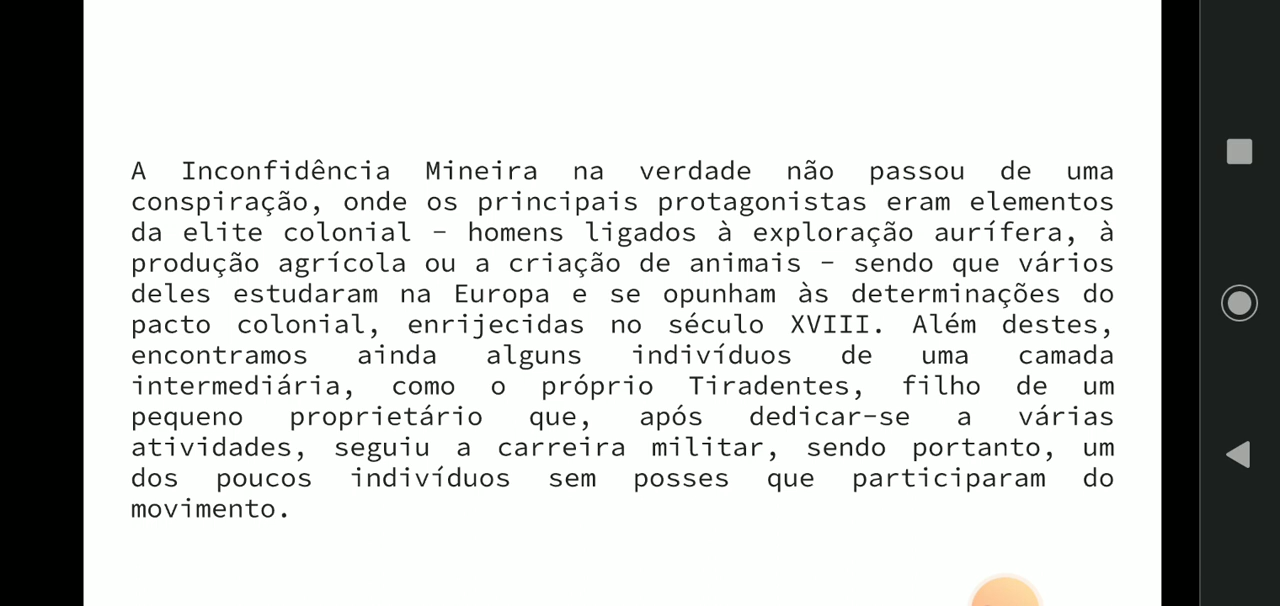 A Inconfidência Mineira na verdade não passou de uma
conspiração, onde os principais protagonistas eram elementos
da elite colonial – homens ligados à exploração aurífera, à
produção agrícola ou a criação de animais – sendo que vários
deles estudaram na Europa e se opunham às determinações do
pacto colonial, enrijecidas no século XVIII. Além destes,
encontramos ainda alguns indivíduos de uma camada
intermediária, como o próprio Tiradentes, filho de um
pequeno proprietário que, após dedicar-se a várias
atividades, seguiu a carreira militar, sendo portanto, um
dos poucos indivíduos sem posses que participaram do
movimento.